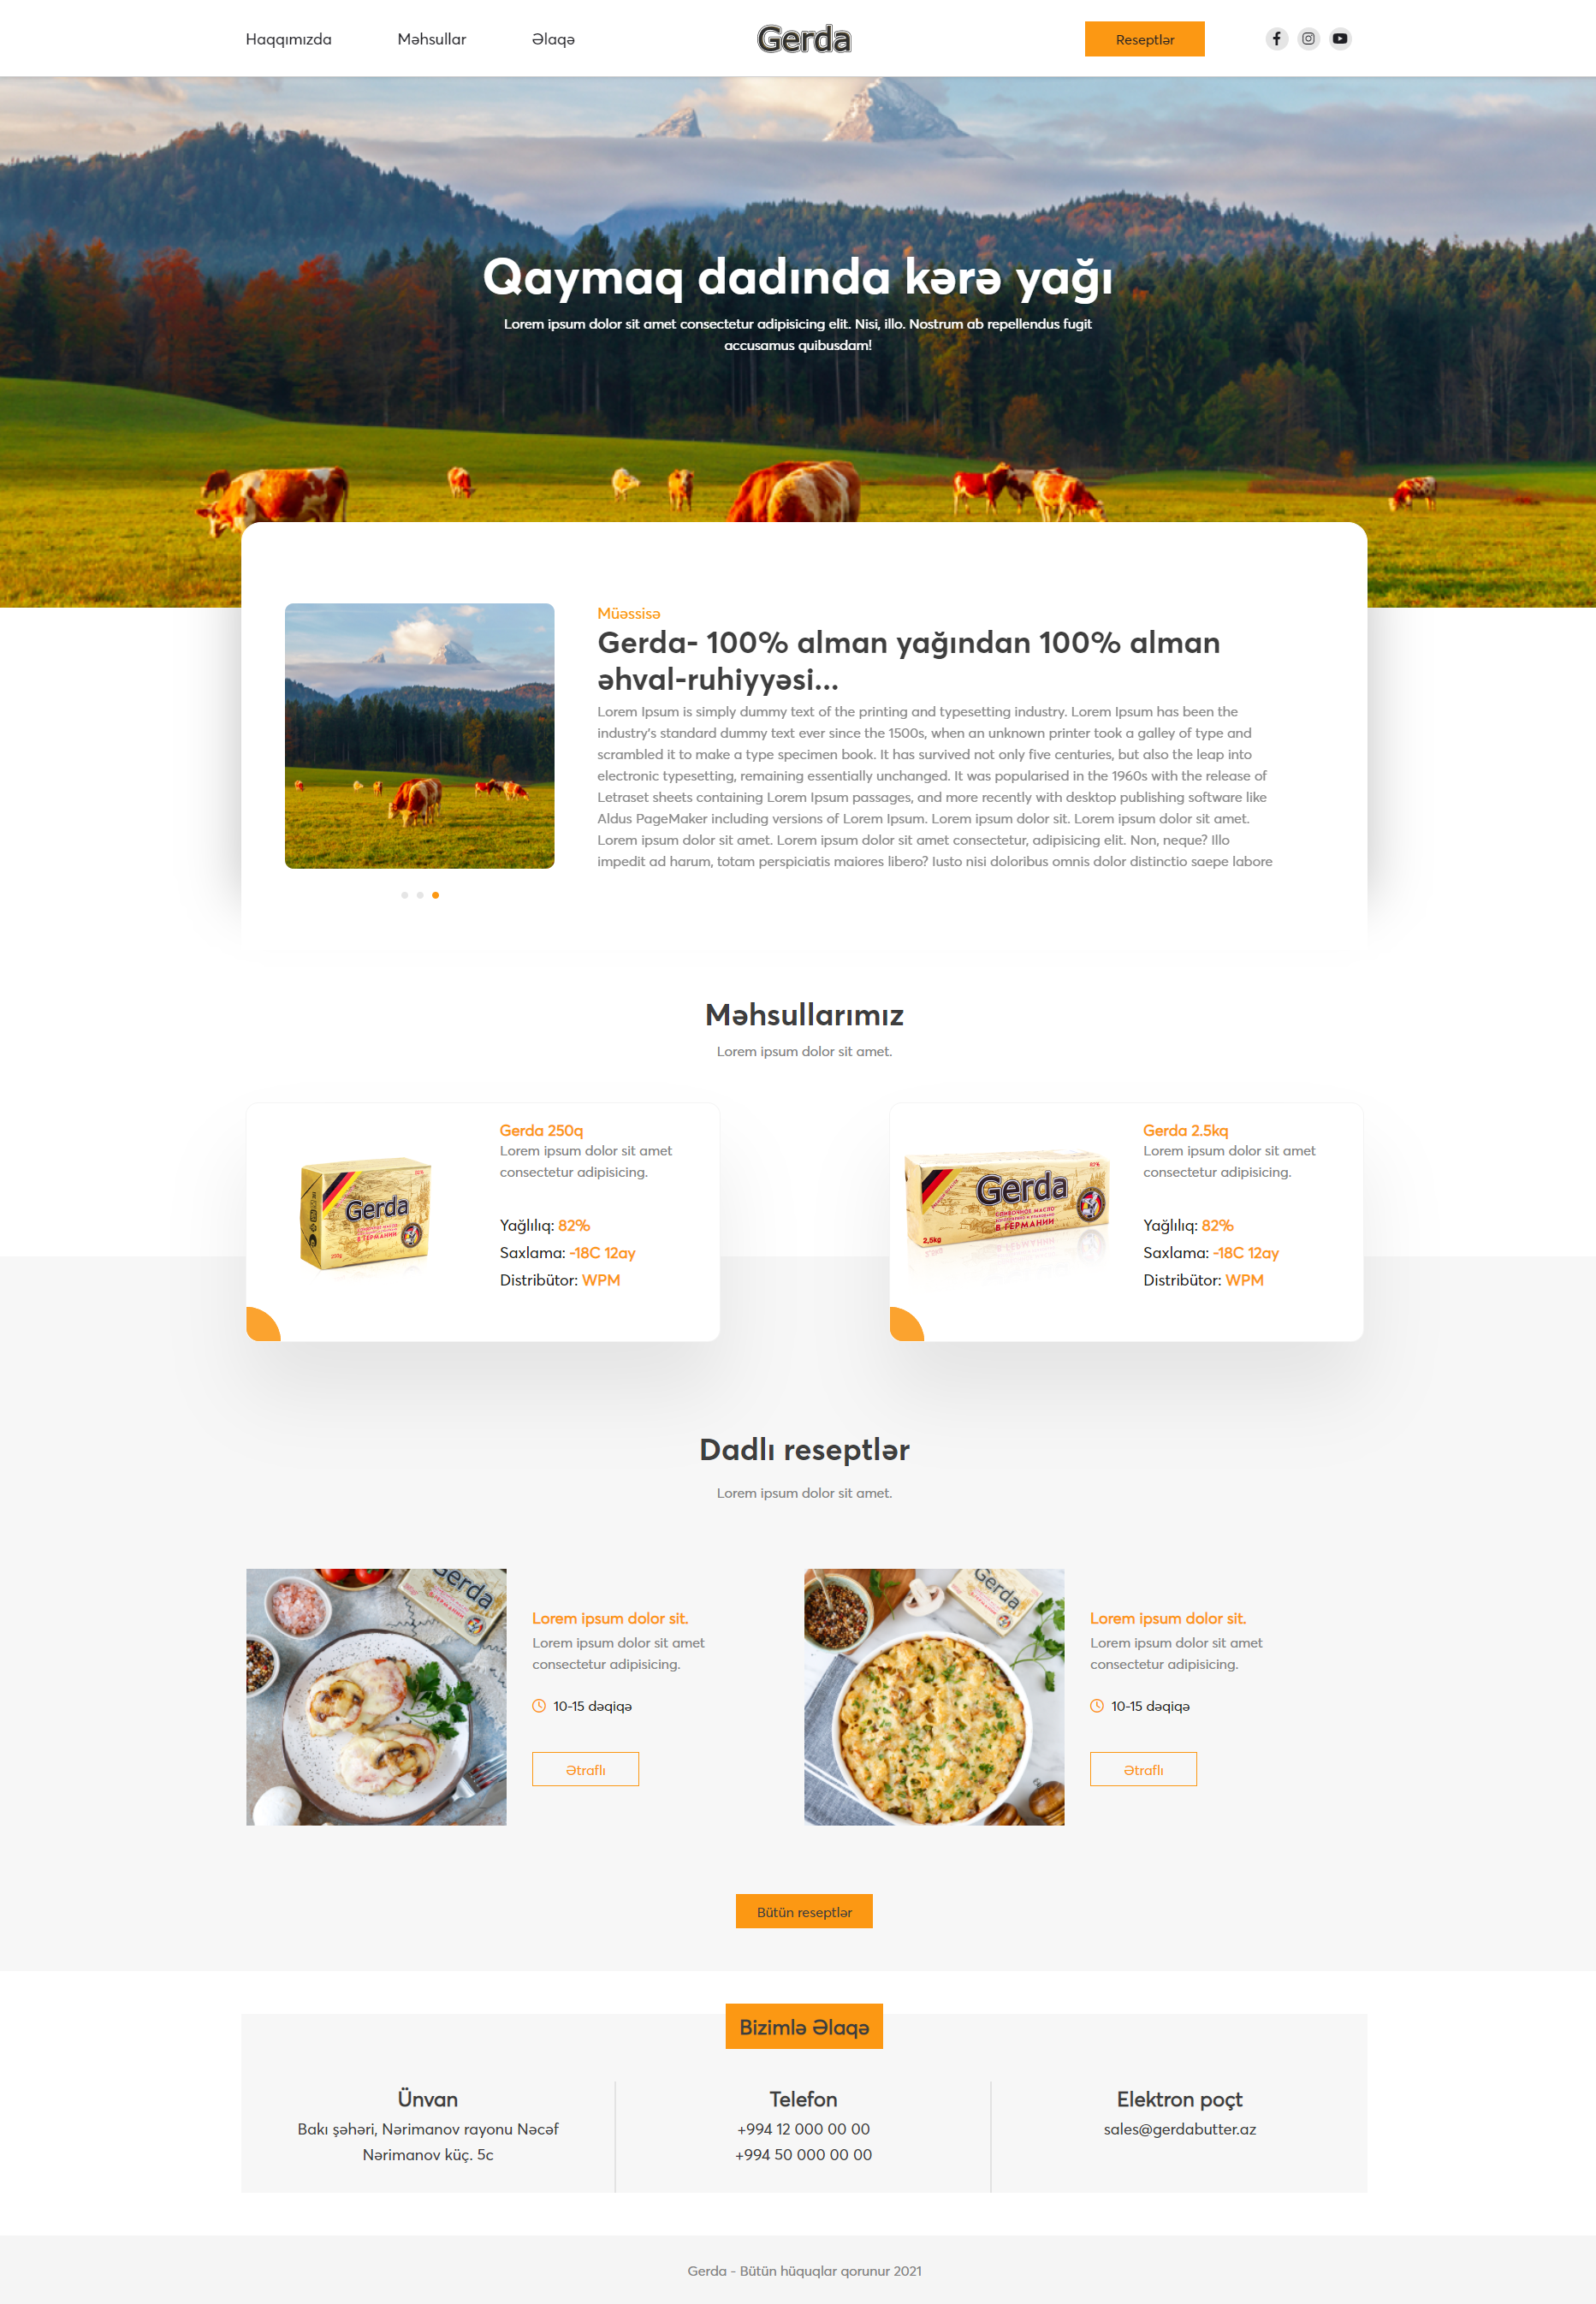 Haqqımızda
Məhsullar
Əlaqə
Gerda
Reseptlər
Qaymaq dadında kərə yağı
Lorem ipsum dolor sit amet consectetur adipisicing elit. Nisi, illo. Nostrum ab repellendus fugit
accusamus quibusdam!
Müəssisə
Gerda- 100% alman yağından 100% alman
əhval-ruhiyyəsi...
Lorem Ipsum is simply dummy text of the printing and typesetting industry. Lorem Ipsum has been the
industry's standard dummy text ever since the 1500s, when an unknown printer took a galley of type and
scrambled it to make a type specimen book. It has survived not only five centuries, but also the leap into
electronic typesetting, remaining essentially unchanged. It was popularised in the 1960s with the release of
Letraset sheets containing Lorem Ipsum passages, and more recently with desktop publishing software like
Aldus PageMaker including versions of Lorem Ipsum. Lorem ipsum dolor sit. Lorem ipsum dolor sit amet.
Lorem ipsum dolor sit amet. Lorem ipsum dolor sit amet consectetur, adipisicing elit. Non, neque? Illo
impedit ad harum, totam perspiciatis maiores libero? Iusto nisi doloribus omnis dolor distinctio saepe labore
Məhsullarımız
Lorem ipsum dolor sit amet.
Gerda
В ГЕРМАНИИ
250g
Gerda 250q
Lorem ipsum dolor sit amet
consectetur adipisicing.
Yağlılıq: 82%
Saxlama: -18C 12ay
Distribütor: WPM
82%
Gerda
СЛИВОЧНОЕ МАСЛО
В ГЕРМАНИИ
2,5kg
Gerda 2.5kq
Lorem ipsum dolor sit amet
consectetur adipisicing.
Yağlılıq: 82%
Saxlama: -18C 12ay
Distribütor: WPM
Dadlı reseptlər
Lorem ipsum dolor sit amet.
Gerda
Lorem ipsum dolor sit.
Lorem ipsum dolor sit amet
consectetur adipisicing.
10-15 dəqiqə
Ətraflı
Gerda
Lorem ipsum dolor sit.
Lorem ipsum dolor sit amet
consectetur adipisicing.
10-15 dəqiqə
Ətraflı
Bütün reseptlər
Bizimlə Əlaqə
Ünvan
Bakı şəhəri, Nərimanov rayonu Nəcəf
Nərimanov küç. 5c
Telefon
+994 12 000 00 00
+994 50 000 00 00
Elektron poçt
sales@gerdabutter.az
Gerda - Bütün hüquqlar qorunur 2021